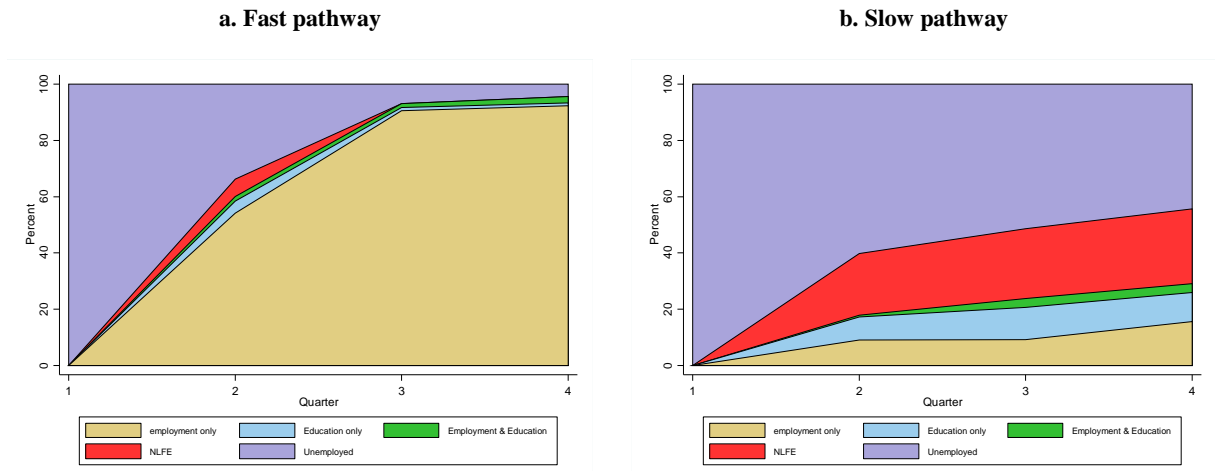 a. Fast pathway
b. Slow pathway
100
80
60
40
20
0
Percent
1 2 3 4
Quarter
employment only Education only Employment & Education
NLFE Unemployed
100
80
60
40
20
0
Percent
1 2 3 4
Quarter
employment only Education only Employment & Education
NLFE Unemployed